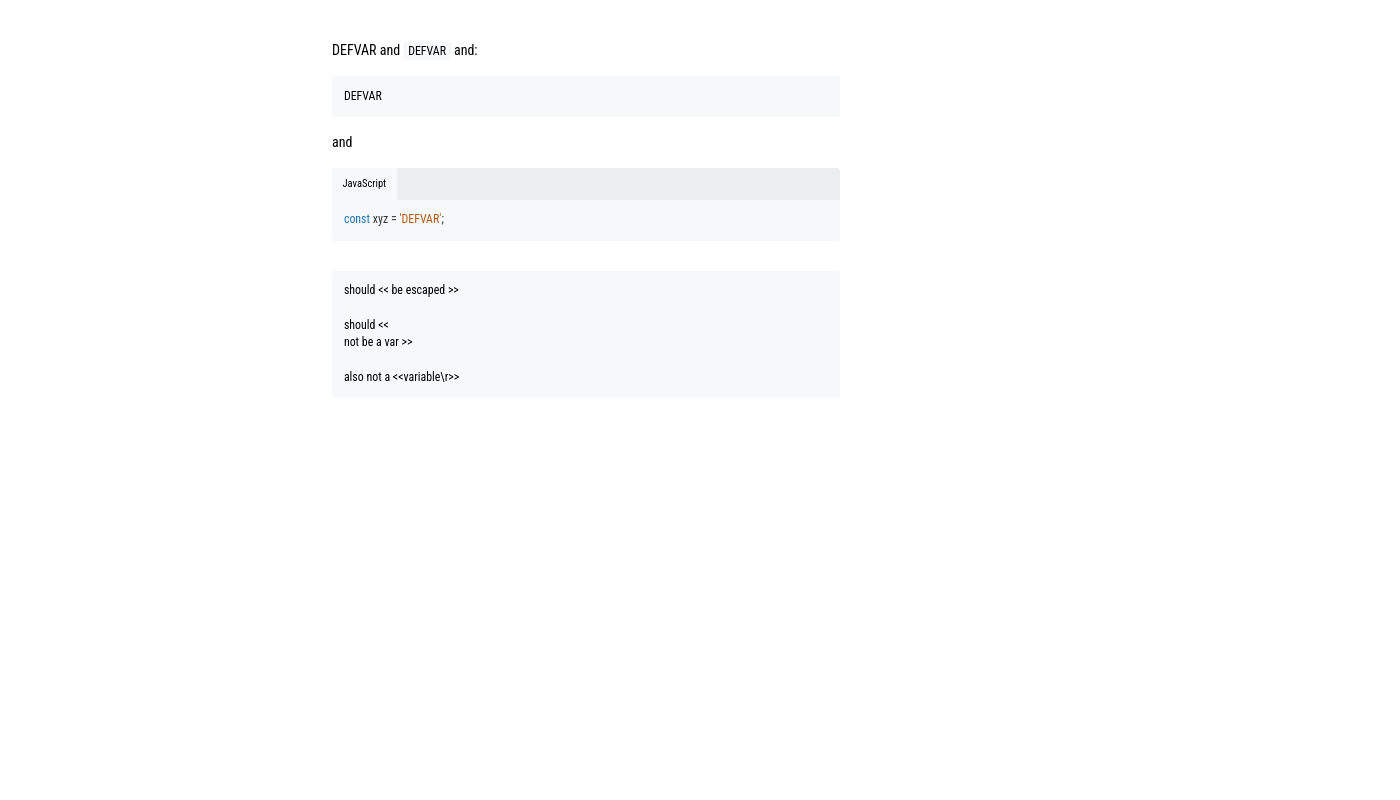 DEFVAR and DEFVAR and:
DEFVAR
and
JavaScript
const xyz = 'DEFVAR';
should << be escaped >>
should <<
not be a var >>
also not a <<variable\r>>